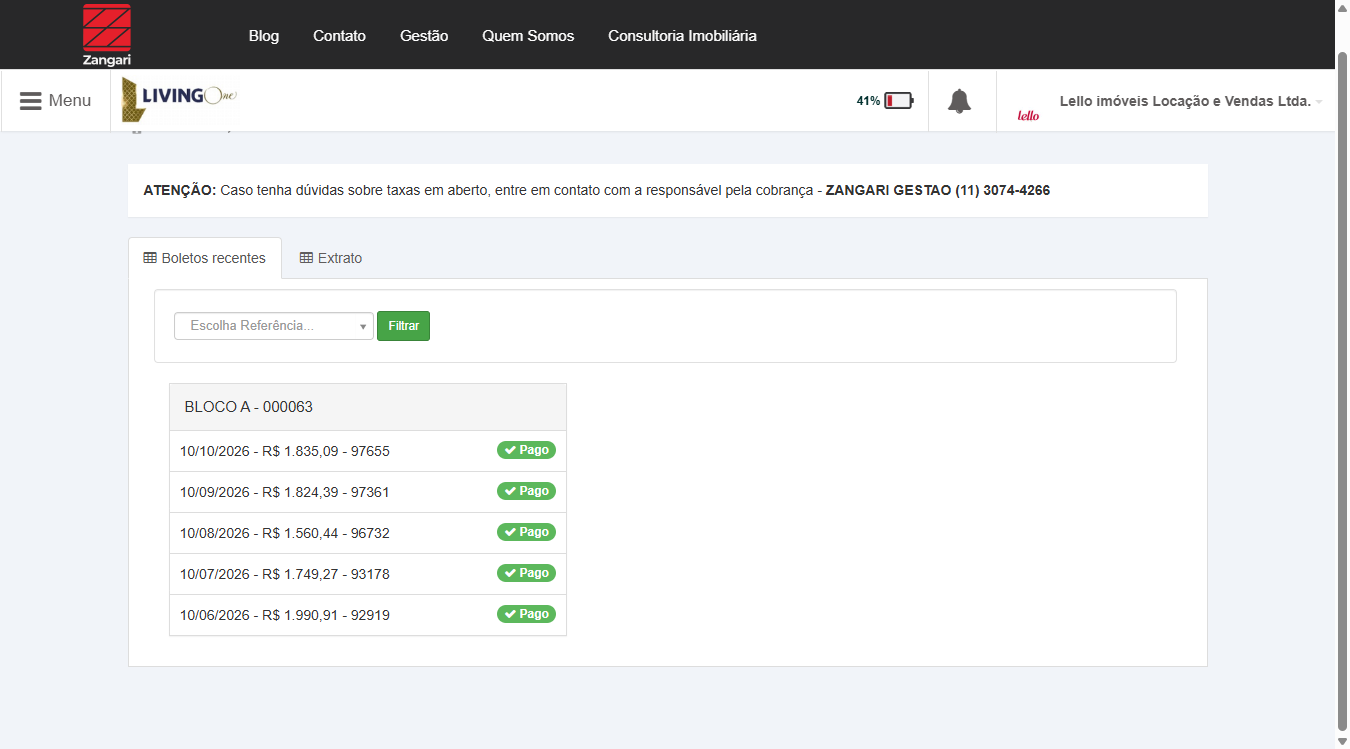 Zangari
Blog Contato Gestão Quem Somos Consultoria Imobiliária
Menu
LIVING One
41%
lello
Lello imóveis Locação e Vendas Ltda.
ATENÇÃO: Caso tenha dúvidas sobre taxas em aberto, entre em contato com a responsável pela cobrança - ZANGARI GESTAO (11) 3074-4266
Boletos recentes Extrato
Escolha Referência... Filtrar
BLOCO A - 000063
10/10/2026 - R$ 1.835,09 - 97655 Pago
10/09/2026 - R$ 1.824,39 - 97361 Pago
10/08/2026 - R$ 1.560,44 - 96732 Pago
10/07/2026 - R$ 1.749,27 - 93178 Pago
10/06/2026 - R$ 1.990,91 - 92919 Pago